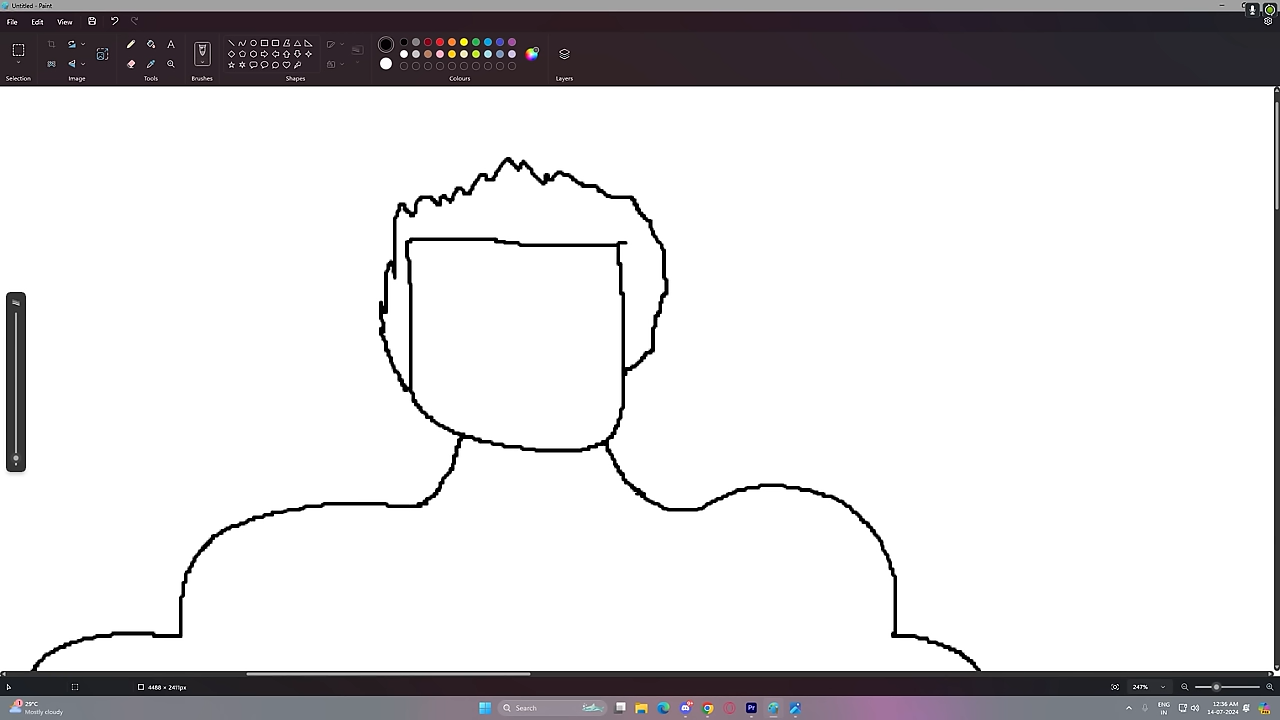 Untitled - Paint
File Edit View
Selection Image Tools Brushes Shapes Colours Layers
4488 × 2411px 247%
29°C
Mostly cloudy
Search
ENG
IN
12:36 AM
14-07-2024